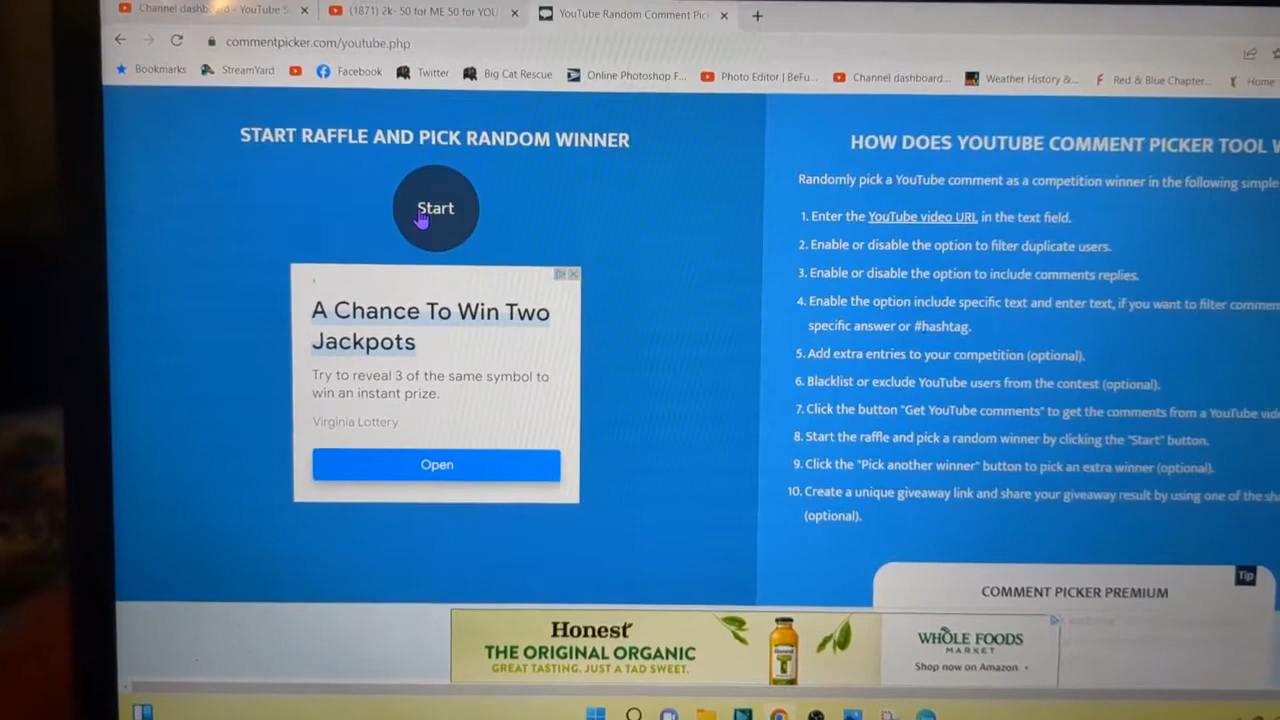 Channel dashb
YouTube S
(1871) 2k- 50 for ME 50 for YOU
YouTube Random Comment Pic
commentpicker.com/youtube.php
Bookmarks
StreamYard
Facebook
Twitter
Big Cat Rescue
Online Photoshop F...
Photo Editor | BeFu...
Channel dashboard...
Weather History &...
Red & Blue Chapter...
Home
START RAFFLE AND PICK RANDOM WINNER
Start
A Chance To Win Two
Jackpots
Try to reveal 3 of the same symbol to
win an instant prize.
Virginia Lottery
Open
HOW DOES YOUTUBE COMMENT PICKER TOOL W
Randomly pick a YouTube comment as a competition winner in the following simple
1. Enter the YouTube video URL in the text field.
2. Enable or disable the option to filter duplicate users.
3. Enable or disable the option to include comments replies.
4. Enable the option include specific text and enter text, if you want to filter commen
specific answer or #hashtag.
5. Add extra entries to your competition (optional).
6. Blacklist or exclude YouTube users from the contest (optional).
7. Click the button "Get YouTube comments" to get the comments from a YouTube vid
8. Start the raffle and pick a random winner by clicking the "Start" button.
9. Click the "Pick another winner" button to pick an extra winner (optional).
10. Create a unique giveaway link and share your giveaway result by using one of the sh
(optional).
Tip
COMMENT PICKER PREMIUM
Honest
THE ORIGINAL ORGANIC
GREAT TASTING. JUST A TAD SWEET.
WHOLE FOODS
MARKET
Shop now on Amazon